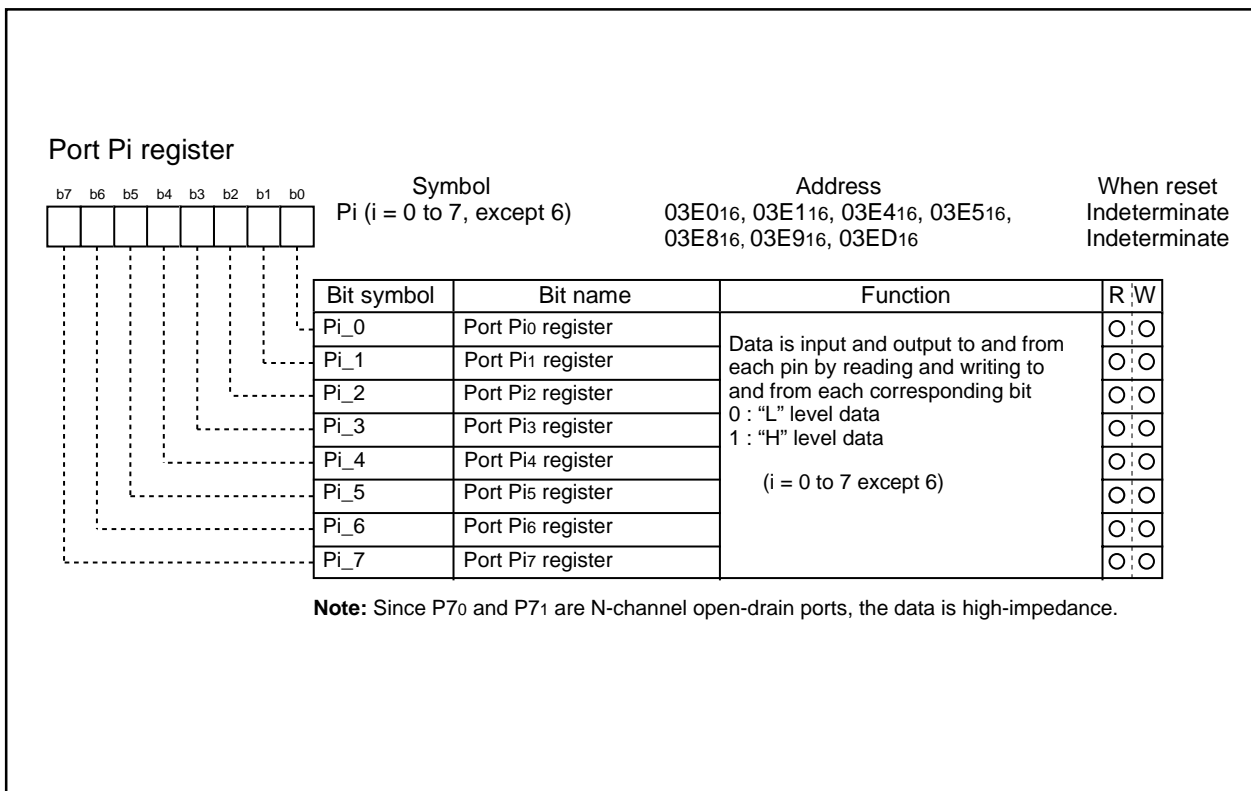 Port Pi register
b7 b6 b5 b4 b3 b2 b1 b0
Symbol Address When reset
Pi (i = 0 to 7, except 6) 03E016, 03E116, 03E416, 03E516, Indeterminate
03E816, 03E916, 03ED16 Indeterminate
Bit symbol Bit name Function R W
Pi_0 Port Pi0 register
Pi_1 Port Pi1 register
Pi_2 Port Pi2 register
Pi_3 Port Pi3 register
Pi_4 Port Pi4 register
Pi_5 Port Pi5 register
Pi_6 Port Pi6 register
Pi_7 Port Pi7 register
Data is input and output to and from
each pin by reading and writing to
and from each corresponding bit
0 : “L” level data
1 : “H” level data
(i = 0 to 7 except 6)
Note: Since P70 and P71 are N-channel open-drain ports, the data is high-impedance.